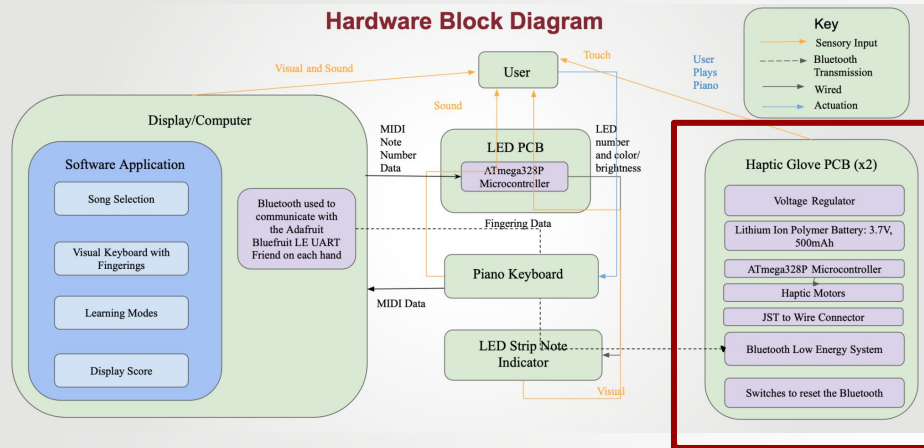 Hardware Block Diagram
Key
Sensory Input
Bluetooth
Transmission
Wired
Actuation
Visual and Sound
User
Touch
User
Plays
Piano
Sound
Display/Computer
Software Application
Song Selection
Visual Keyboard with
Fingerings
Learning Modes
Display Score
Bluetooth used to
communicate with
the Adafruit
Bluefruit LE UART
Friend on each hand
MIDI
Note
Number
Data
LED PCB
ATmega328P
Microcontroller
LED
number
and color/
brightness
Fingering Data
Piano Keyboard
MIDI Data
LED Strip Note
Indicator
Visual
Haptic Glove PCB (x2)
Voltage Regulator
Lithium Ion Polymer Battery: 3.7V,
500mAh
ATmega328P Microcontroller
Haptic Motors
JST to Wire Connector
Bluetooth Low Energy System
Switches to reset the Bluetooth